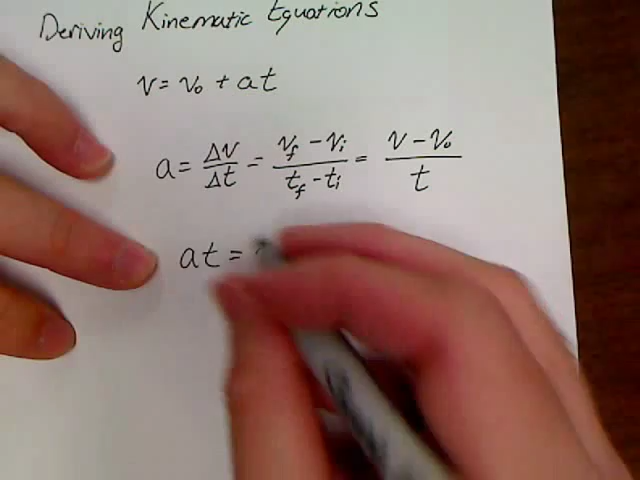 Deriving Kinematic Equations
v = v₀ + at
a = Δv/Δt = (v_f - v_i)/(t_f - t_i) = (v - v₀)/t
at =